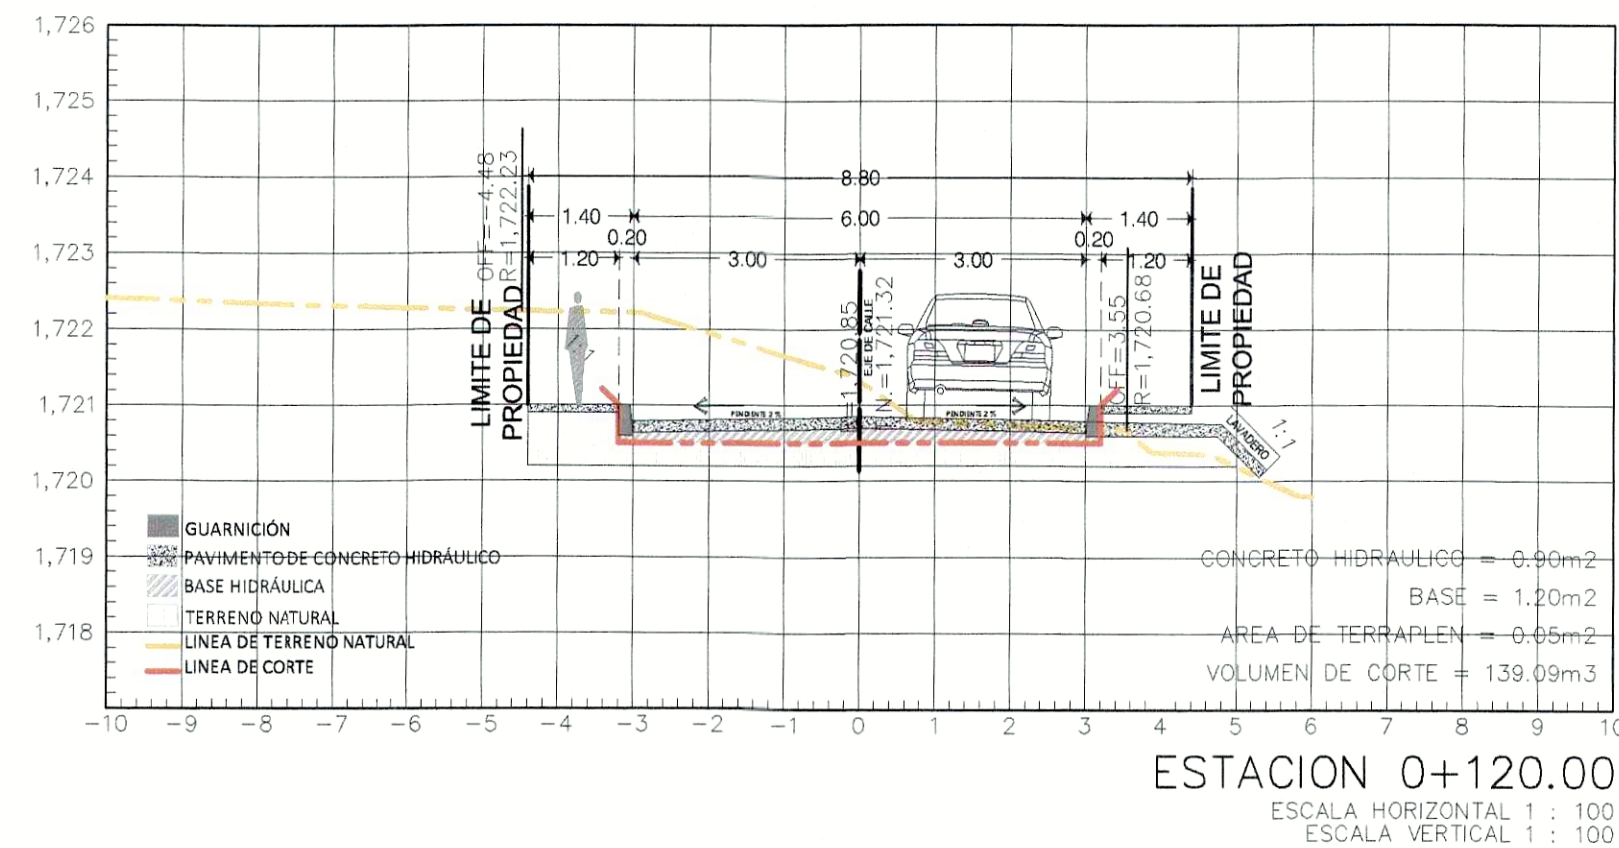 1,726
1,725
1,724
1,723
1,722
1,721
1,720
1,719
1,718
8.80
1.40
6.00
1.40
0.20
0.20
1.20
3.00
3.00
1.20
OFF=-4.48
R=1,722.23
LIMITE DE
PROPIEDAD
=1,720.85
EJE DE CALLE
N=1,721.32
OFF=3.55
R=1,720.68
LIMITE DE
PROPIEDAD
PENDIENTE 2 %
PENDIENTE 2 %
LAVADERO
1:1
GUARNICIÓN
PAVIMENTO DE CONCRETO HIDRÁULICO
BASE HIDRÁULICA
TERRENO NATURAL
LINEA DE TERRENO NATURAL
LINEA DE CORTE
CONCRETO HIDRAULICO = 0.90m2
BASE = 1.20m2
AREA DE TERRAPLEN = 0.05m2
VOLUMEN DE CORTE = 139.09m3
-10 -9 -8 -7 -6 -5 -4 -3 -2 -1 0 1 2 3 4 5 6 7 8 9 10
ESTACION 0+120.00
ESCALA HORIZONTAL 1 : 100
ESCALA VERTICAL 1 : 100